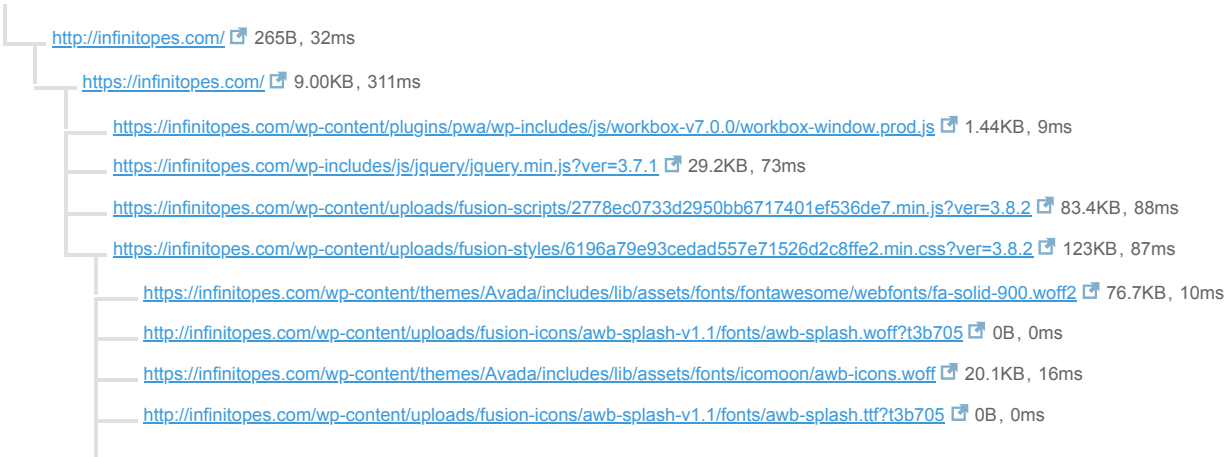 http://infinitopes.com/ 265B, 32ms
https://infinitopes.com/ 9.00KB, 311ms
https://infinitopes.com/wp-content/plugins/pwa/wp-includes/js/workbox-v7.0.0/workbox-window.prod.js 1.44KB, 9ms
https://infinitopes.com/wp-includes/js/jquery/jquery.min.js?ver=3.7.1 29.2KB, 73ms
https://infinitopes.com/wp-content/uploads/fusion-scripts/2778ec0733d2950bb6717401ef536de7.min.js?ver=3.8.2 83.4KB, 88ms
https://infinitopes.com/wp-content/uploads/fusion-styles/6196a79e93cedad557e71526d2c8ffe2.min.css?ver=3.8.2 123KB, 87ms
https://infinitopes.com/wp-content/themes/Avada/includes/lib/assets/fonts/fontawesome/webfonts/fa-solid-900.woff2 76.7KB, 10ms
http://infinitopes.com/wp-content/uploads/fusion-icons/awb-splash-v1.1/fonts/awb-splash.woff?t3b705 0B, 0ms
https://infinitopes.com/wp-content/themes/Avada/includes/lib/assets/fonts/icomoon/awb-icons.woff 20.1KB, 16ms
http://infinitopes.com/wp-content/uploads/fusion-icons/awb-splash-v1.1/fonts/awb-splash.ttf?t3b705 0B, 0ms